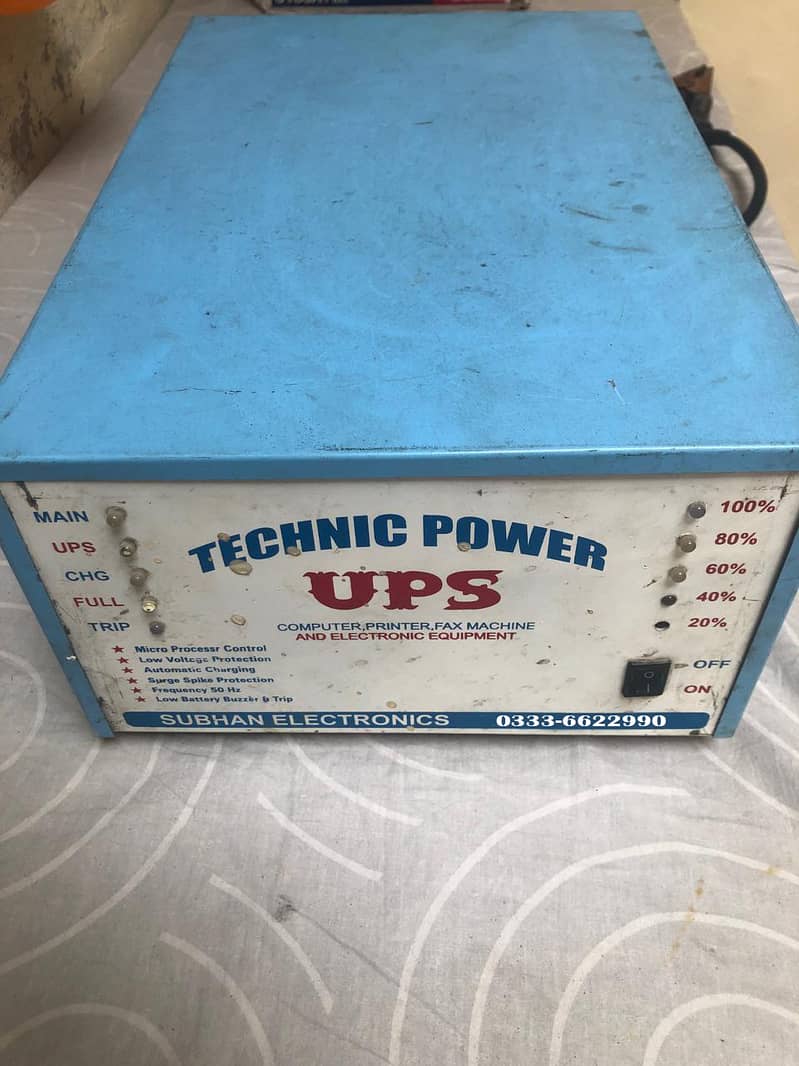 MAIN
UPS
CHG
FULL
TRIP
TECHNIC POWER
UPS
COMPUTER,PRINTER,FAX MACHINE
AND ELECTRONIC EQUIPMENT
Micro Processr Control
Low Voltage Protection
Automatic Charging
Surge Spike Protection
Frequency 50 Hz
Low Battery Buzzer & Trip
100%
80%
60%
40%
20%
OFF
ON
SUBHAN ELECTRONICS 0333-6622990